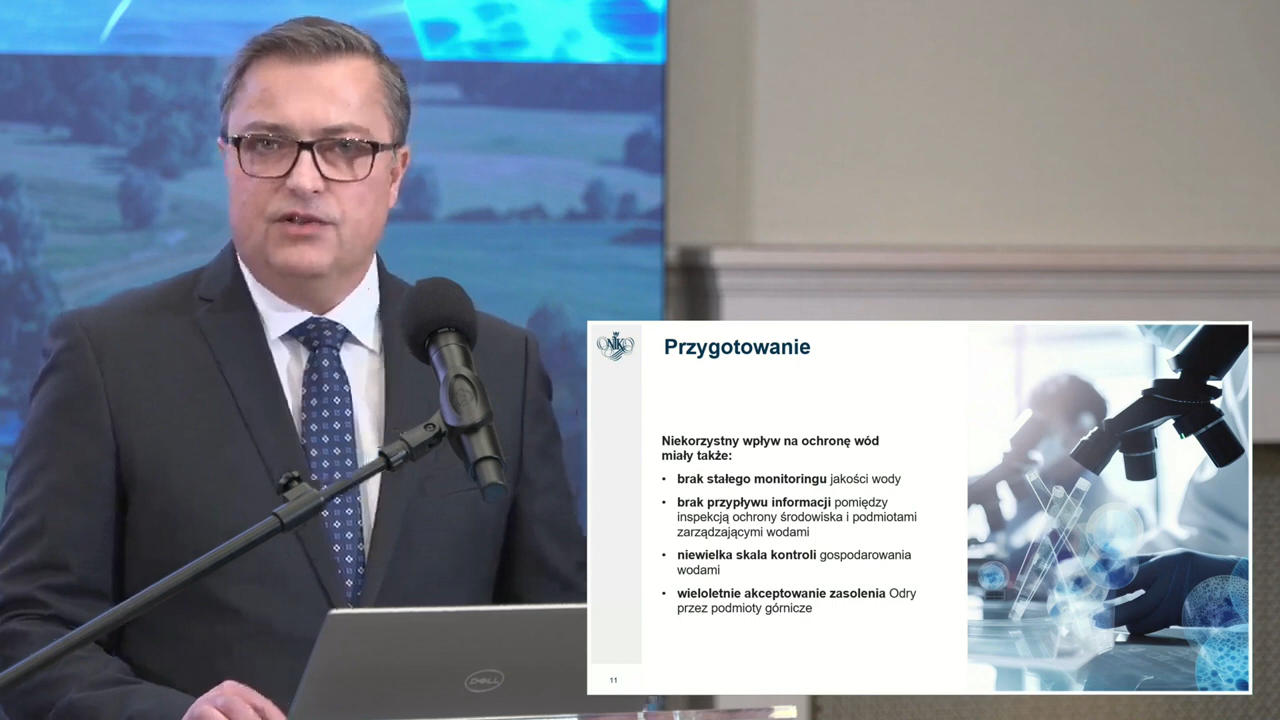 NIK
Przygotowanie
Niekorzystny wpływ na ochronę wód
miały także:
• brak stałego monitoringu jakości wody
• brak przypływu informacji pomiędzy
inspekcją ochrony środowiska i podmiotami
zarządzającymi wodami
• niewielka skala kontroli gospodarowania
wodami
• wieloletnie akceptowanie zasolenia Odry
przez podmioty górnicze
11
DELL